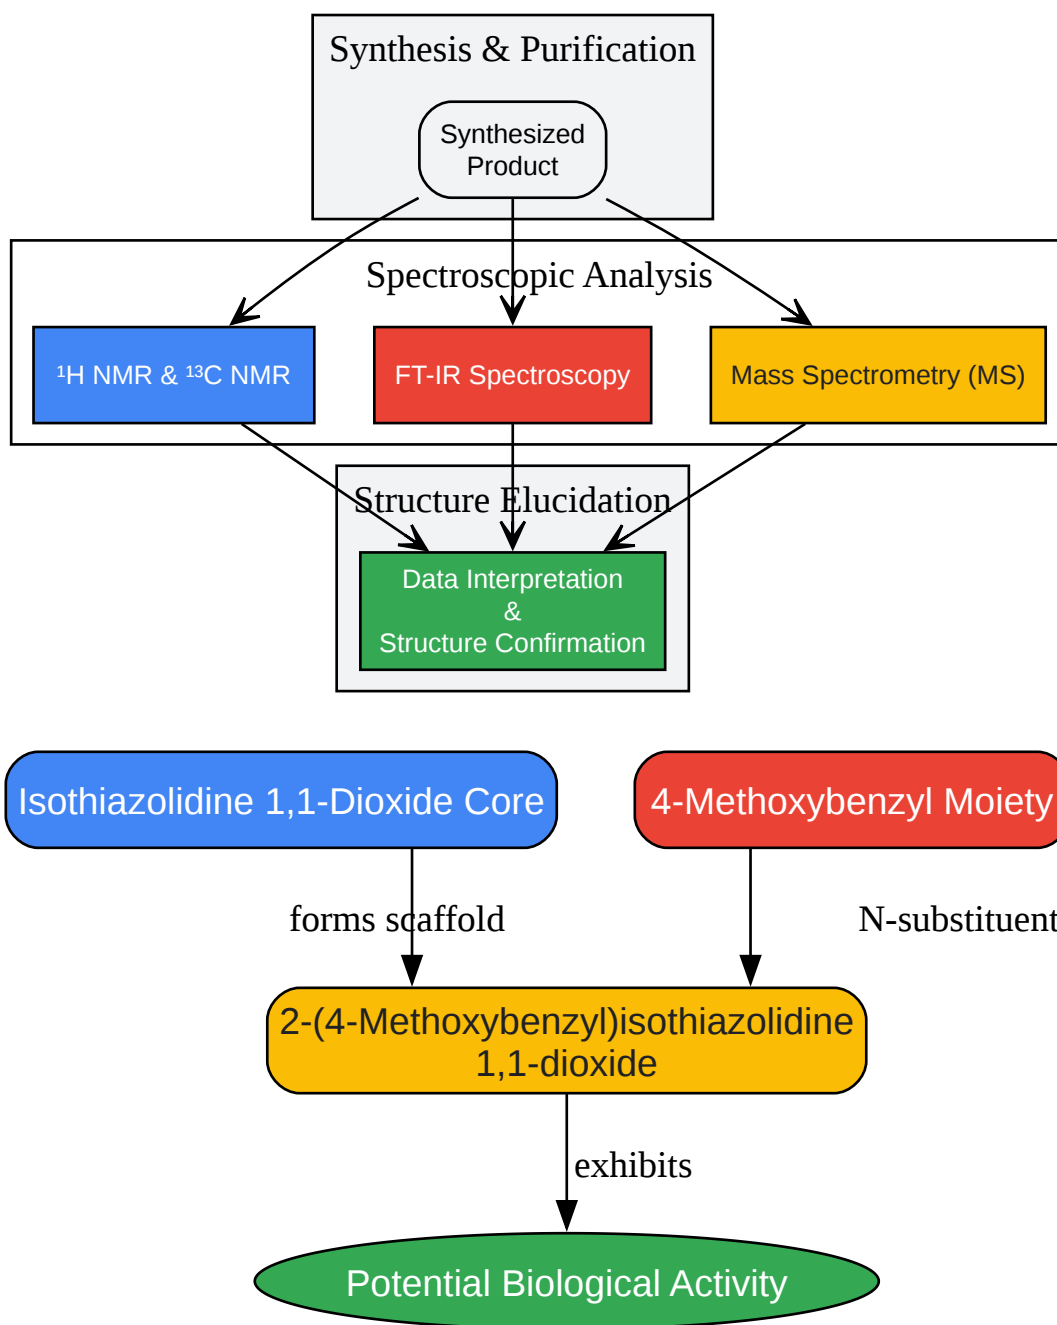 Synthesis & Purification
Synthesized
Product
Spectroscopic Analysis
¹H NMR & ¹³C NMR
FT-IR Spectroscopy
Mass Spectrometry (MS)
Structure Elucidation
Data Interpretation
&
Structure Confirmation
Isothiazolidine 1,1-Dioxide Core
4-Methoxybenzyl Moiety
forms scaffold
N-substituent
2-(4-Methoxybenzyl)isothiazolidine
1,1-dioxide
exhibits
Potential Biological Activity